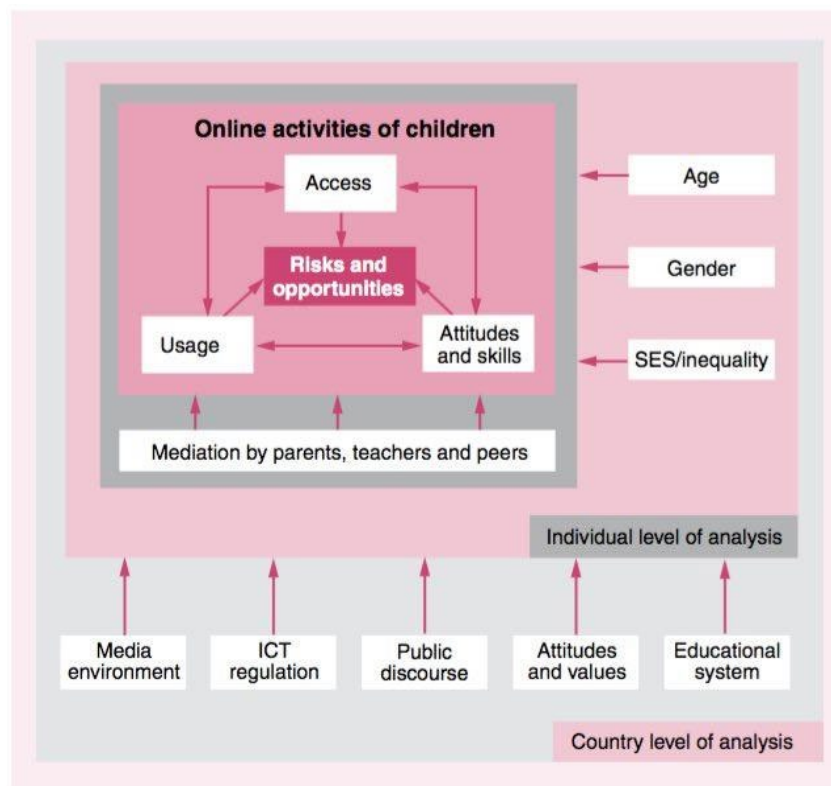 Online activities of children
Access
Risks and
opportunities
Usage
Attitudes
and skills
Mediation by parents, teachers and peers
Age
Gender
SES/inequality
Individual level of analysis
Media
environment
ICT
regulation
Public
discourse
Attitudes
and values
Educational
system
Country level of analysis